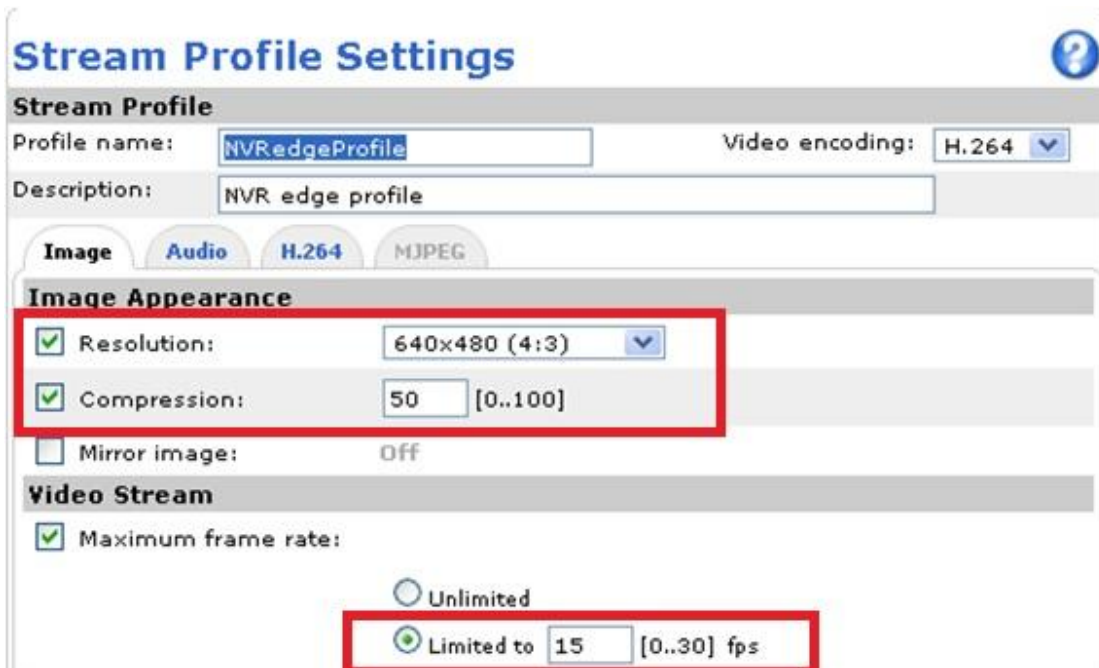 Stream Profile Settings
?
Stream Profile
Profile name: NVRedgeProfile Video encoding: H.264
Description: NVR edge profile
Image Audio H.264 MJPEG
Image Appearance
Resolution: 640x480 (4:3)
Compression: 50 [0..100]
Mirror image: Off
Video Stream
Maximum frame rate:
Unlimited
Limited to 15 [0..30] fps